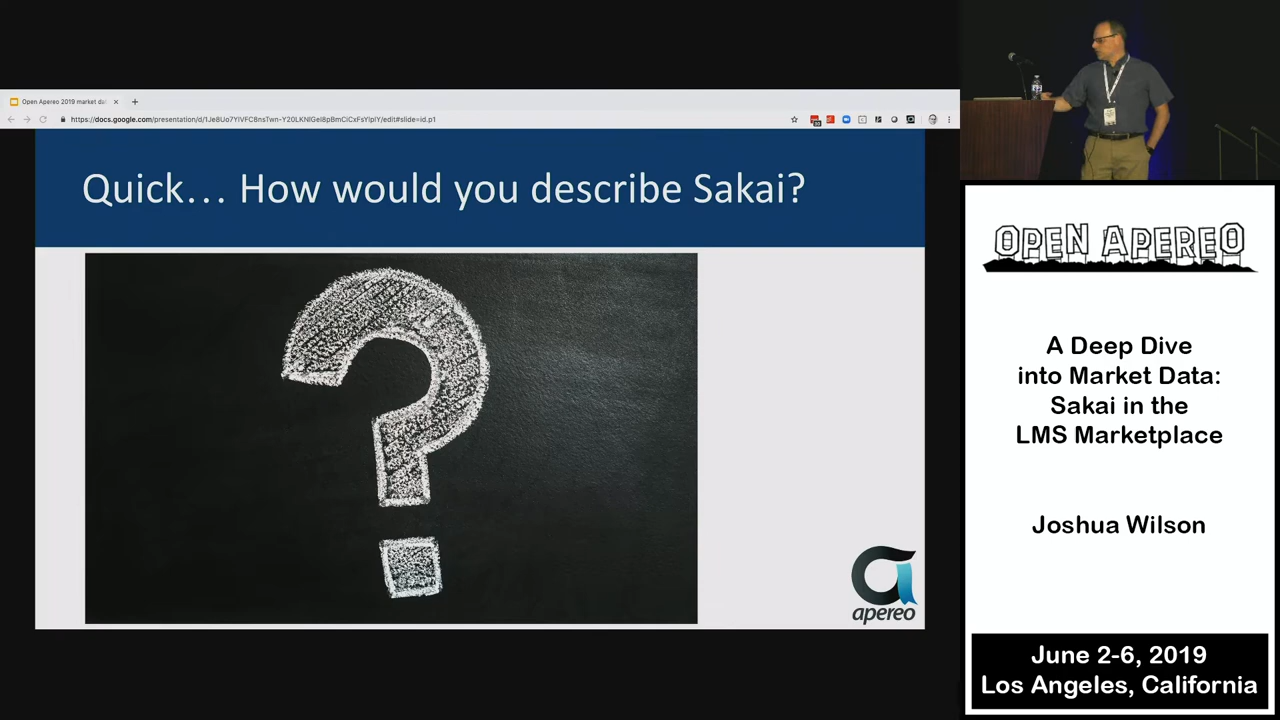 Open Apereo 2019 market da
https://docs.google.com/presentation/d/1Je8Uo7YlVFC8nsTwn-Y20LKNlGeI8pBmCiCxFsYlplY/edit#slide=id.p1
Quick... How would you describe Sakai?
apereo
OPEN APEREO
A Deep Dive
into Market Data:
Sakai in the
LMS Marketplace
Joshua Wilson
June 2-6, 2019
Los Angeles, California